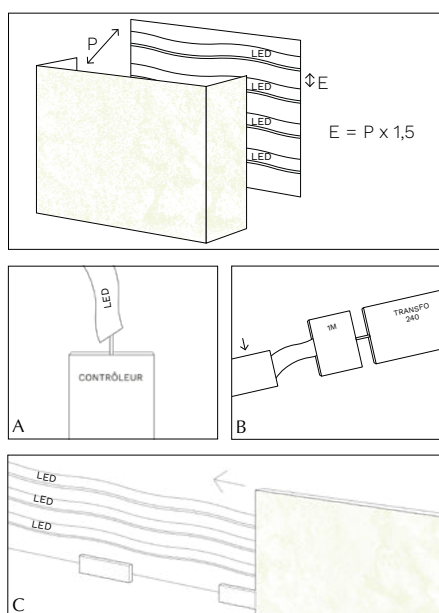 P
LED
E
LED
LED
LED
E = P x 1,5
LED
CONTRÔLEUR
A
1M
TRANSFO
240
B
LED
LED
LED
C